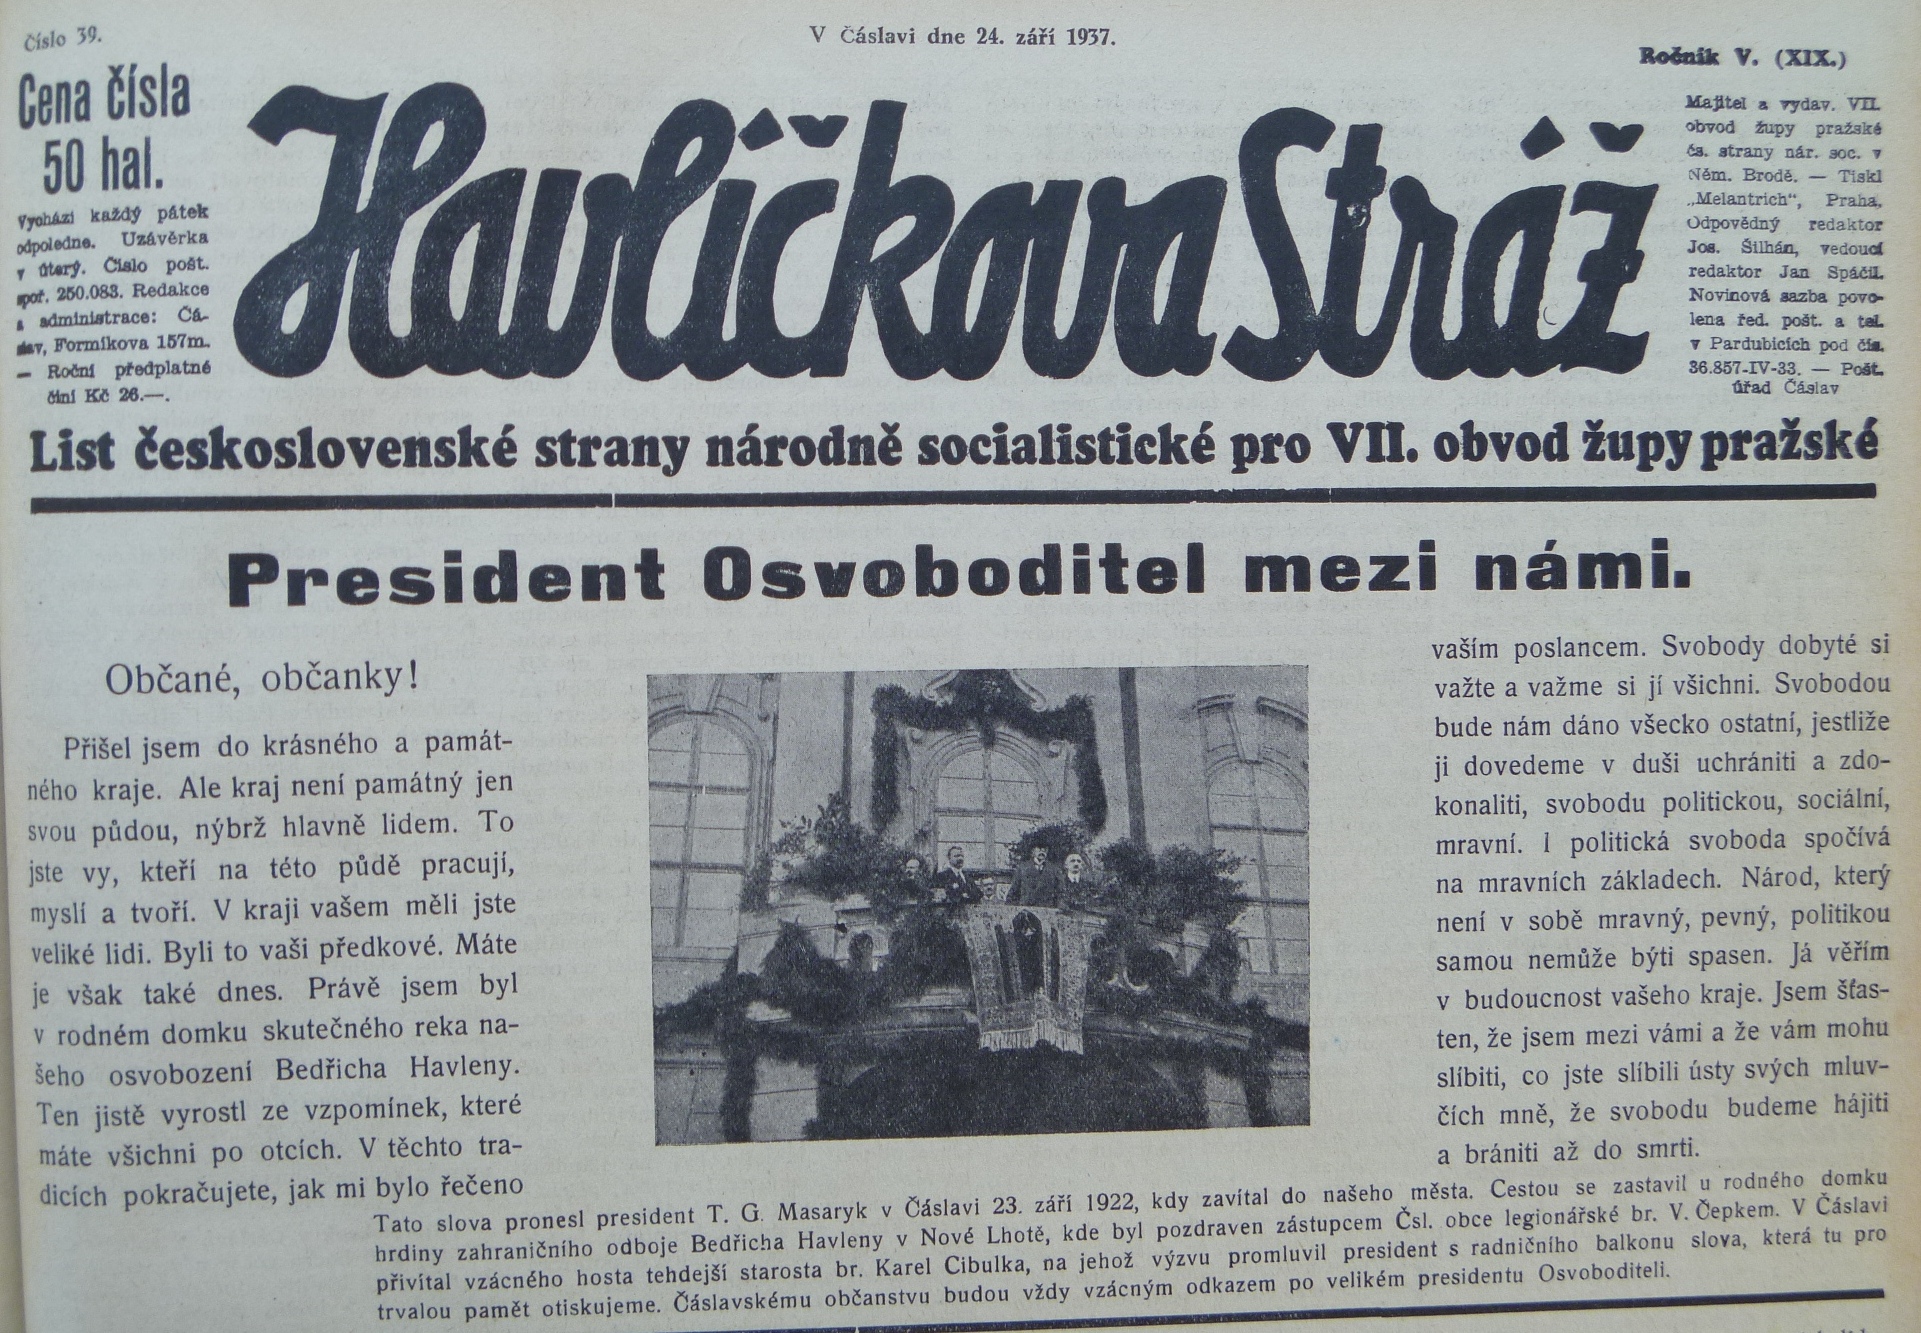 Číslo 39.
V Čáslavi dne 24. září 1937.
Ročník V. (XIX.)
Cena čísla
50 hal.
Vychází každý pátek
odpoledne. Uzávěrka
v úterý. Číslo pošt.
spoř. 250.083. Redakce
a administrace: Čá-
slav, Formíkova 157m.
— Roční předplatné
činí Kč 26.—.
Havlíčkova Stráž
Majitel a vydav. VII.
obvod župy pražské
čs. strany nár. soc. v
Něm. Brodě. — Tiskl
„Melantrich“, Praha,
Odpovědný redaktor
Jos. Šilhán, vedoucí
redaktor Jan Spáčil.
Novinová sazba povo-
lena řed. pošt. a tel.
v Pardubicích pod čís.
36.857-IV-33. — Pošt.
úřad Čáslav
List československé strany národně socialistické pro VII. obvod župy pražské
President Osvoboditel mezi námi.
Občané, občanky!
Přišel jsem do krásného a památ-
ného kraje. Ale kraj není památný jen
svou půdou, nýbrž hlavně lidem. To
jste vy, kteří na této půdě pracují,
myslí a tvoří. V kraji vašem měli jste
veliké lidi. Byli to vaši předkové. Máte
je však také dnes. Právě jsem byl
v rodném domku skutečného reka na-
šeho osvobození Bedřicha Havleny.
Ten jistě vyrostl ze vzpomínek, které
máte všichni po otcích. V těchto tra-
dicích pokračujete, jak mi bylo řečeno
vaším poslancem. Svobody dobyté si
važte a važme si jí všichni. Svobodou
bude nám dáno všecko ostatní, jestliže
ji dovedeme v duši uchrániti a zdo-
konaliti, svobodu politickou, sociální,
mravní. I politická svoboda spočívá
na mravních základech. Národ, který
není v sobě mravný, pevný, politikou
samou nemůže býti spasen. Já věřím
v budoucnost vašeho kraje. Jsem šťas-
ten, že jsem mezi vámi a že vám mohu
slíbiti, co jste slíbili ústy svých mluv-
čích mně, že svobodu budeme hájiti
a brániti až do smrti.
Tato slova pronesl president T. G. Masaryk v Čáslavi 23. září 1922, kdy zavítal do našeho města. Cestou se zastavil u rodného domku
hrdiny zahraničního odboje Bedřicha Havleny v Nové Lhotě, kde byl pozdraven zástupcem Čsl. obce legionářské br. V. Čepkem. V Čáslavi
přivítal vzácného hosta tehdejší starosta br. Karel Cibulka, na jehož výzvu promluvil president s radničního balkonu slova, která tu pro
trvalou pamět otiskujeme. Čáslavskému občanstvu budou vždy vzácným odkazem po velikém presidentu Osvoboditeli.